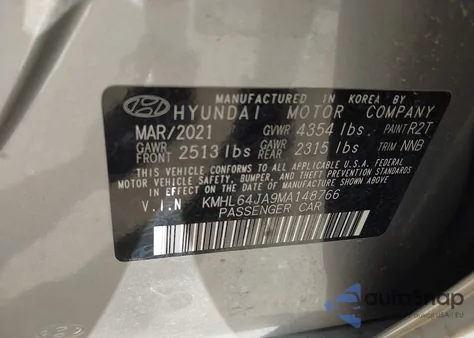 MANUFACTURED IN KOREA BY
HYUNDAI MOTOR COMPANY
MAR/2021 GVWR 4354 lbs. PAINT R2T
GAWR FRONT 2513 lbs GAWR REAR 2315 lbs TRIM NNB
THIS VEHICLE CONFORMS TO ALL APPLICABLE U.S.A. FEDERAL
MOTOR VEHICLE SAFETY, BUMPER, AND THEFT PREVENTION STANDARDS
IN EFFECT ON THE DATE OF MANUFACTURE SHOWN ABOVE.
V.I.N KMHL64JA9MA148766
PASSENGER CAR
autoSnap